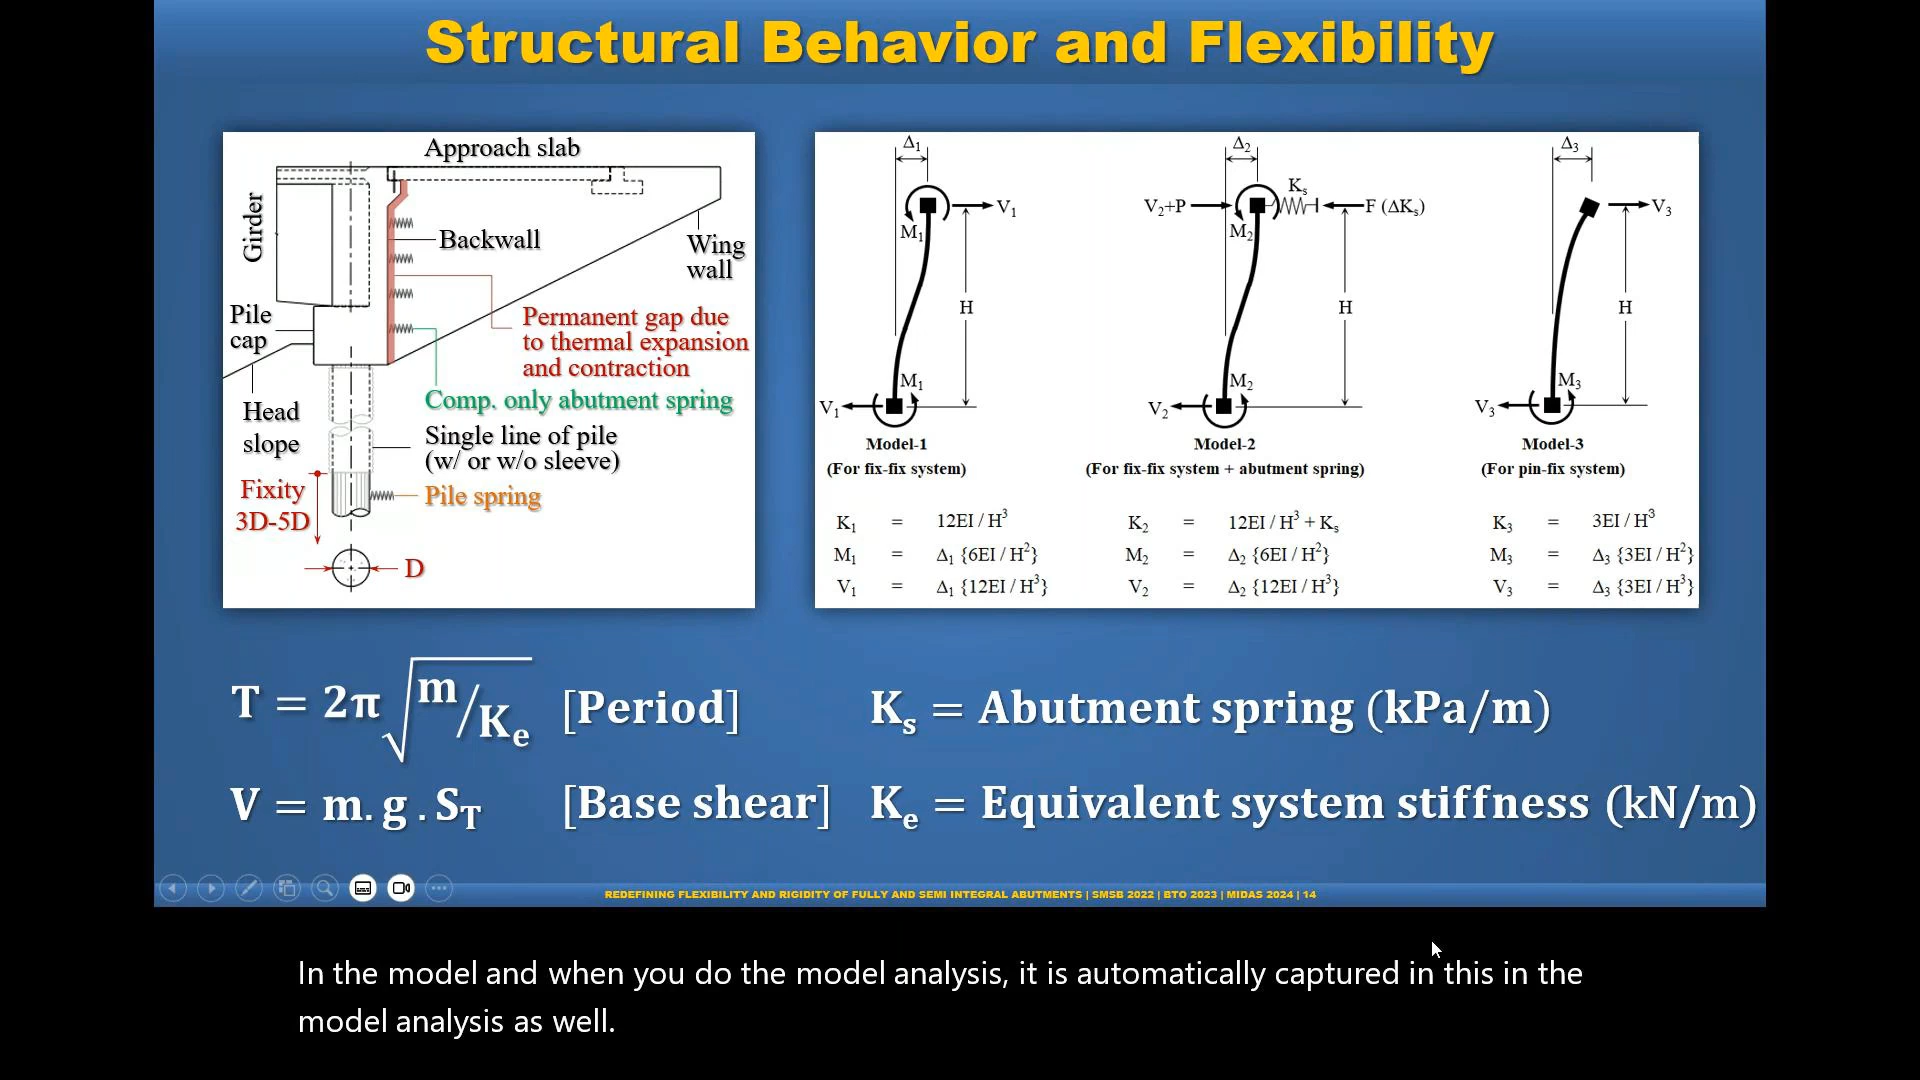 Structural Behavior and Flexibility
Approach slab
Girder
Backwall
Wing
wall
Pile
cap
Permanent gap due
to thermal expansion
and contraction
Comp. only abutment spring
Head
slope
Single line of pile
(w/ or w/o sleeve)
Fixity
3D-5D
Pile spring
D
Δ₁
V₁
M₁
H
M₁
V₁
Model-1
(For fix-fix system)
K₁ = 12EI / H³
M₁ = Δ₁ {6EI / H²}
V₁ = Δ₁ {12EI / H³}
Δ₂
Kₛ
V₂+P
F (ΔKₛ)
M₂
H
M₂
V₂
Model-2
(For fix-fix system + abutment spring)
K₂ = 12EI / H³ + Kₛ
M₂ = Δ₂ {6EI / H²}
V₂ = Δ₂ {12EI / H³}
Δ₃
V₃
H
M₃
V₃
Model-3
(For pin-fix system)
K₃ = 3EI / H³
M₃ = Δ₃ {3EI / H²}
V₃ = Δ₃ {3EI / H³}
T = 2π √m/Kₑ [Period]
Kₛ = Abutment spring (kPa/m)
V = m. g . S_T [Base shear]
Kₑ = Equivalent system stiffness (kN/m)
REDEFINING FLEXIBILITY AND RIGIDITY OF FULLY AND SEMI INTEGRAL ABUTMENTS | SMSB 2022 | BTO 2023 | MIDAS 2024 | 14
In the model and when you do the model analysis, it is automatically captured in this in the
model analysis as well.